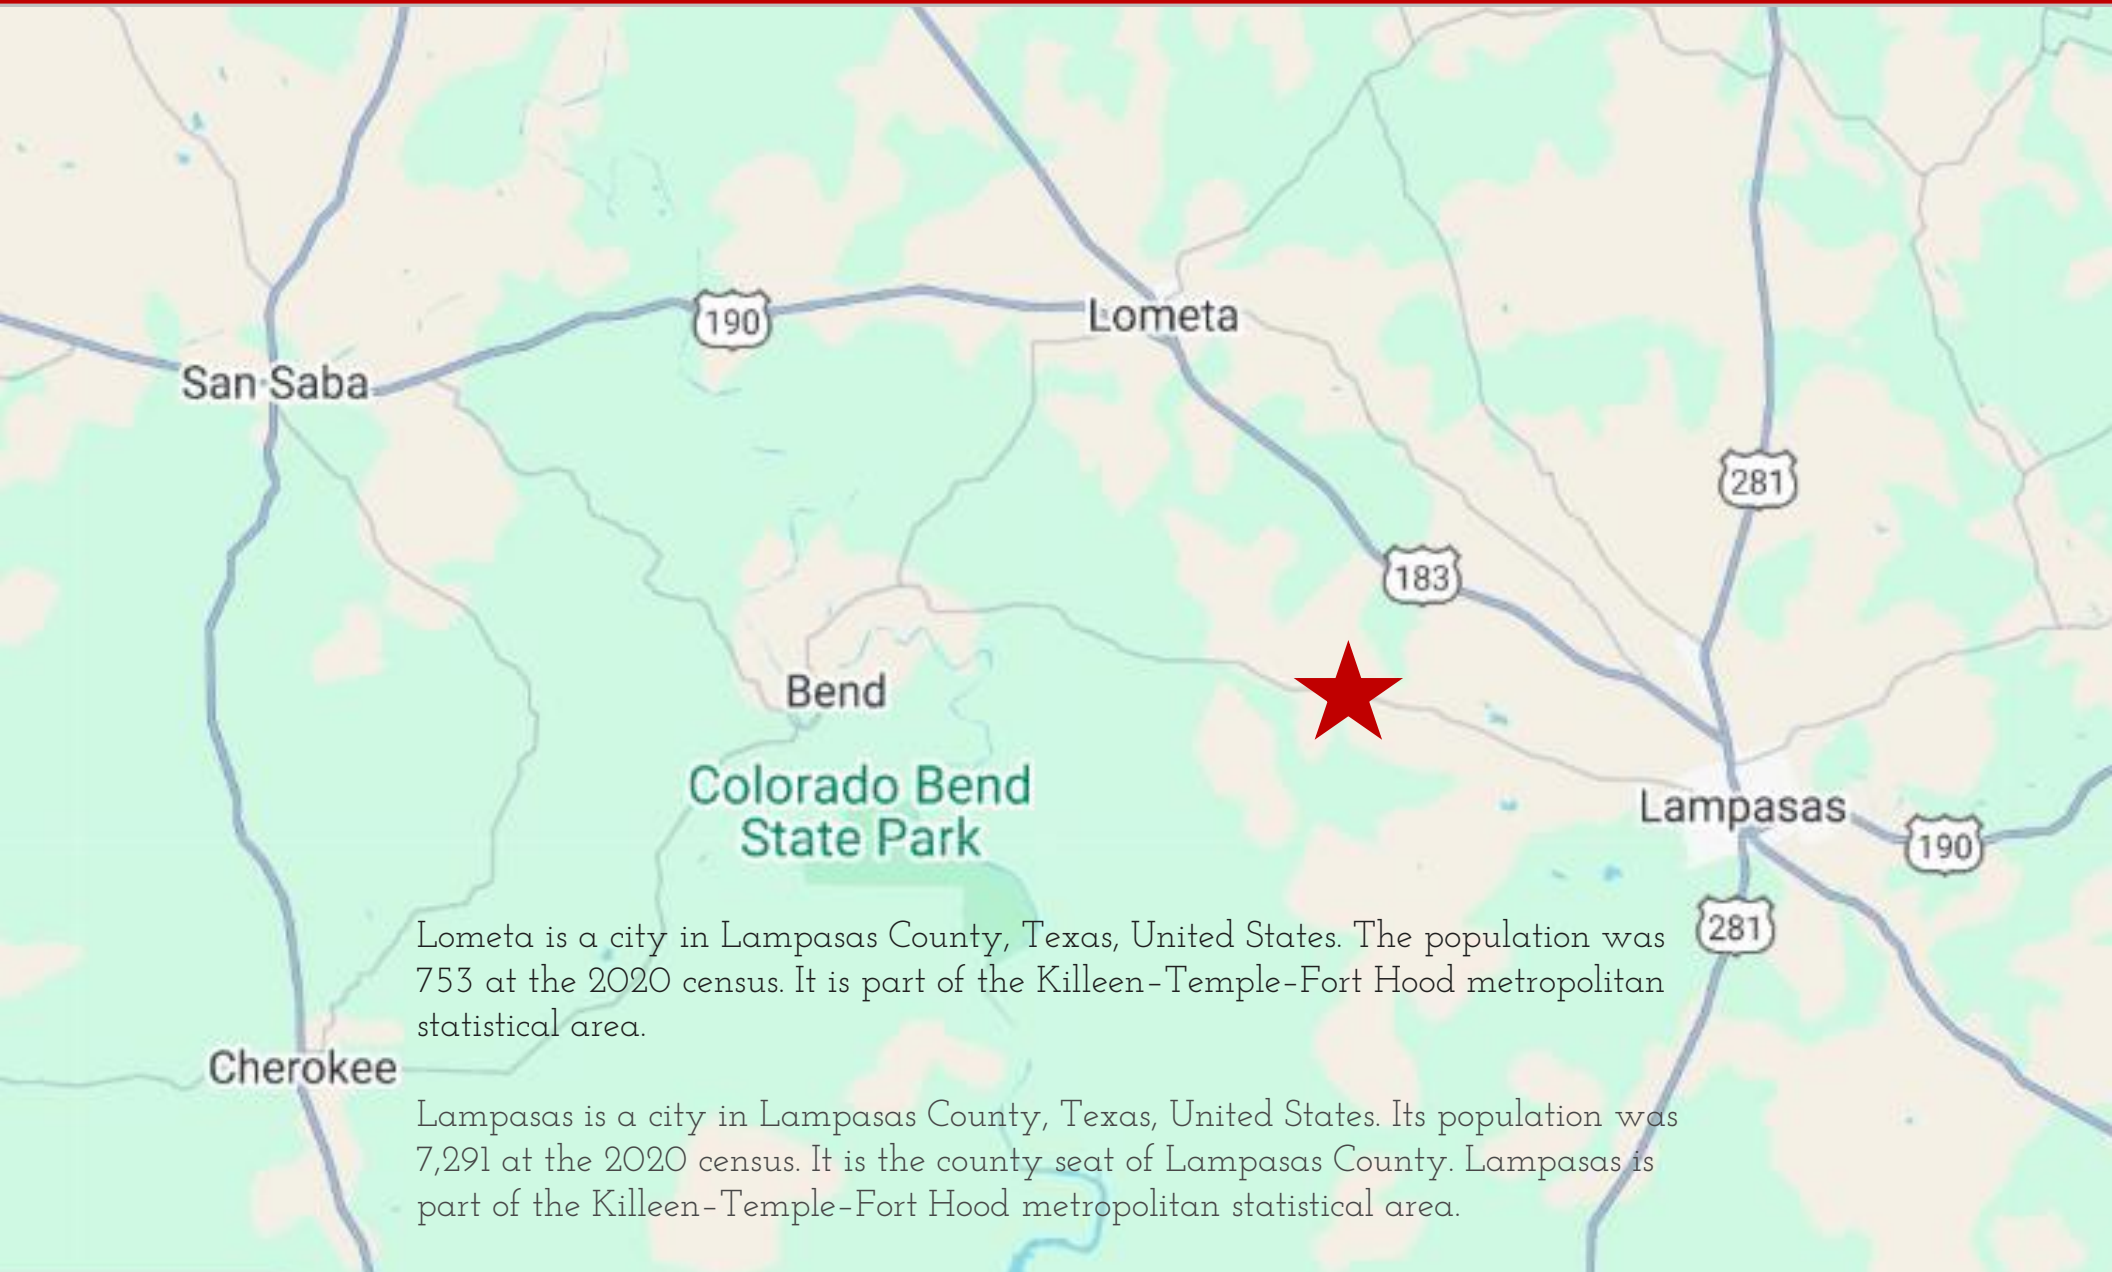 190
Lometa
San Saba
281
183
Bend
Colorado Bend
State Park
Lampasas
190
281
Lometa is a city in Lampasas County, Texas, United States. The population was
753 at the 2020 census. It is part of the Killeen-Temple-Fort Hood metropolitan
statistical area.
Cherokee
Lampasas is a city in Lampasas County, Texas, United States. Its population was
7,291 at the 2020 census. It is the county seat of Lampasas County. Lampasas is
part of the Killeen-Temple-Fort Hood metropolitan statistical area.